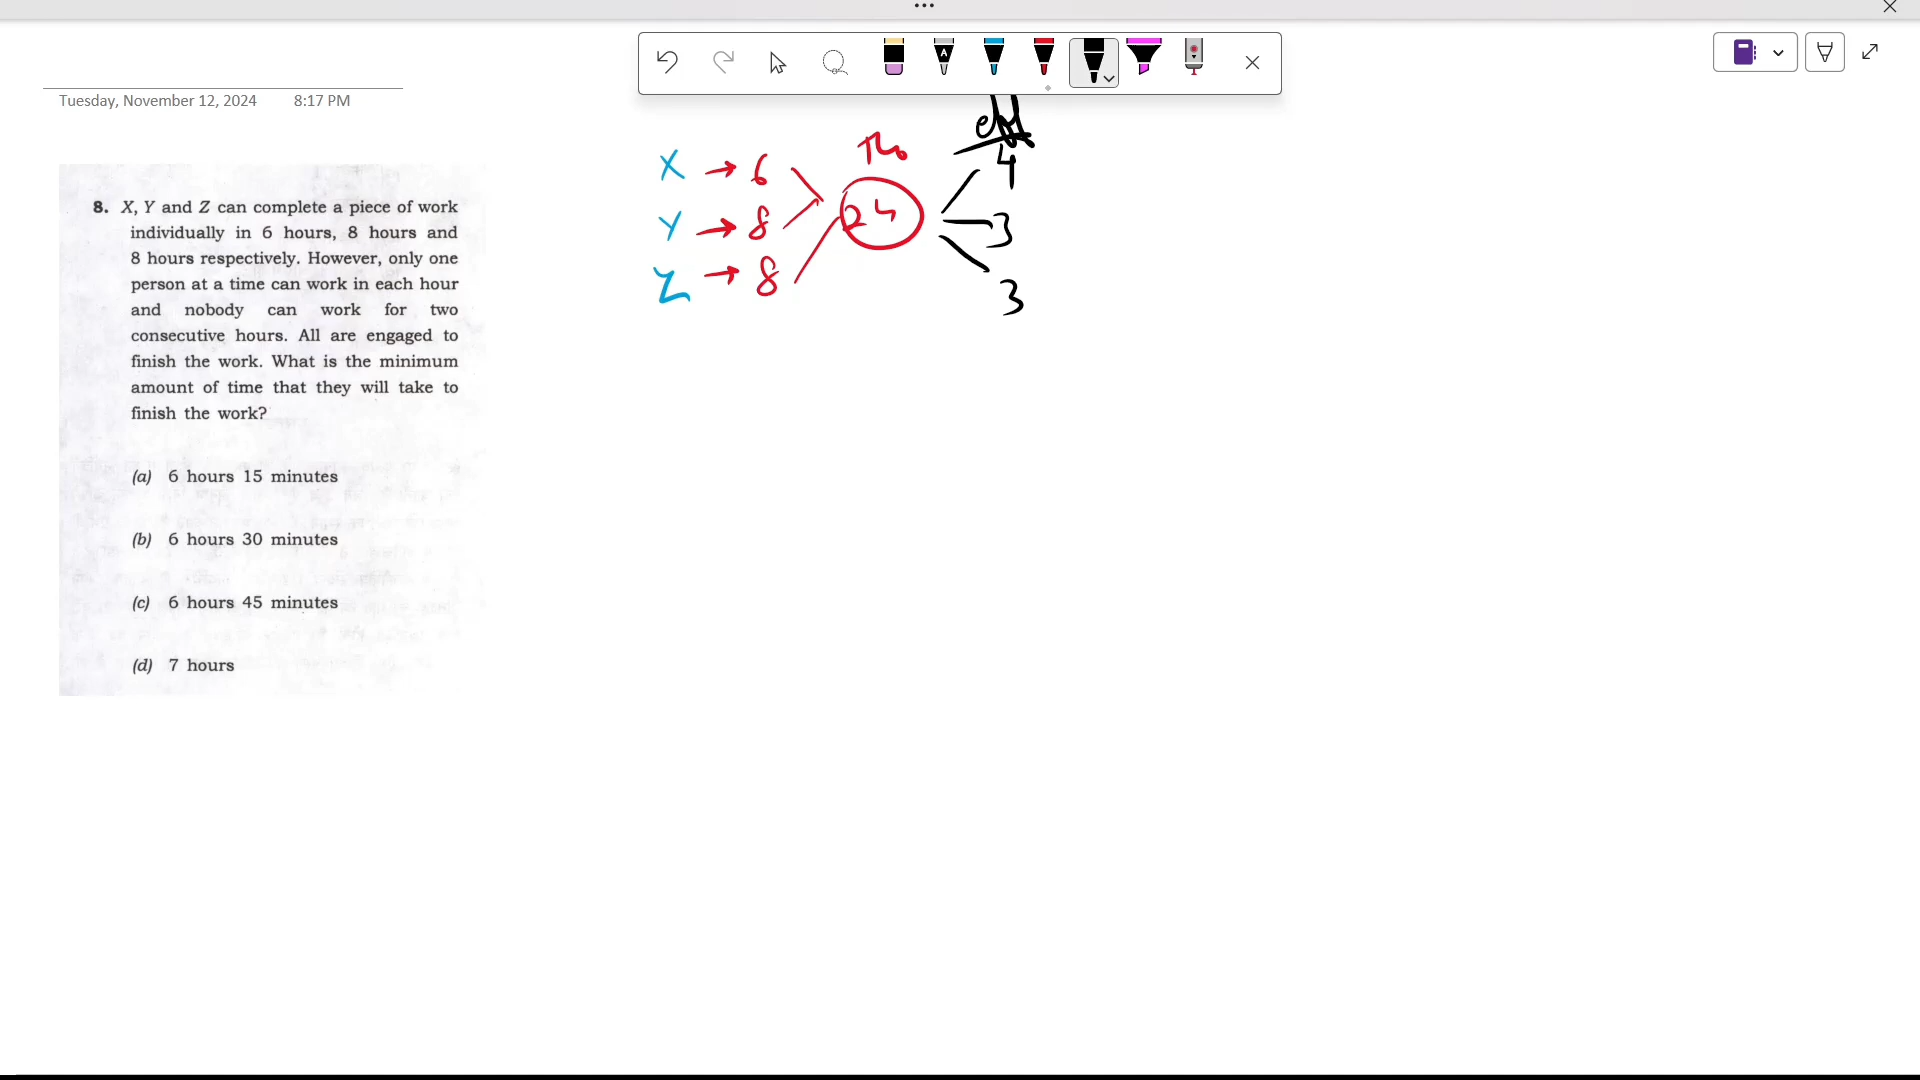 Tuesday, November 12, 2024 8:17 PM
8. X, Y and Z can complete a piece of work
individually in 6 hours, 8 hours and
8 hours respectively. However, only one
person at a time can work in each hour
and nobody can work for two
consecutive hours. All are engaged to
finish the work. What is the minimum
amount of time that they will take to
finish the work?
(a) 6 hours 15 minutes
(b) 6 hours 30 minutes
(c) 6 hours 45 minutes
(d) 7 hours
X → 6
Y → 8
Z → 8
24
4
3
3